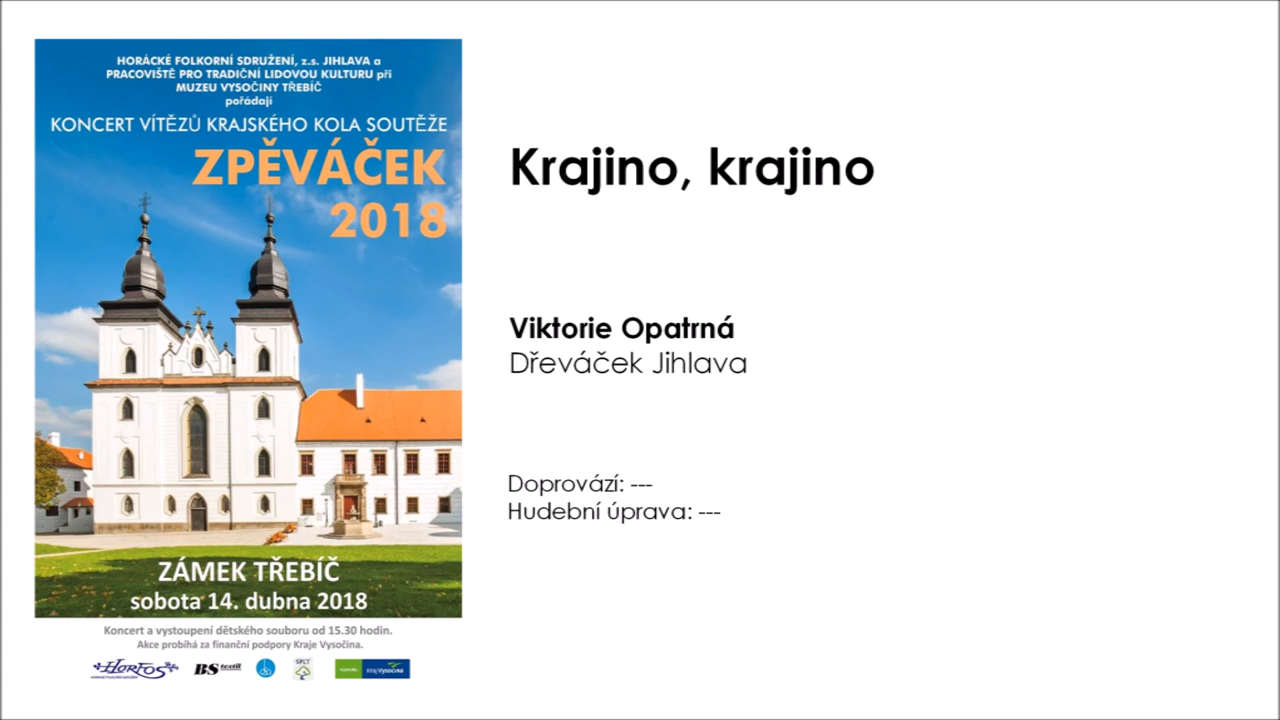 HORÁCKÉ FOLKORNÍ SDRUŽENÍ, z.s. JIHLAVA a
PRACOVIŠTĚ PRO TRADIČNÍ LIDOVOU KULTURU při
MUZEU VYSOČINY TŘEBÍČ
pořádají
KONCERT VÍTĚZŮ KRAJSKÉHO KOLA SOUTĚŽE
ZPĚVÁČEK
2018
ZÁMEK TŘEBÍČ
sobota 14. dubna 2018
Koncert a vystoupení dětského souboru od 15.30 hodin.
Akce probíhá za finanční podpory Kraje Vysočina.
HORFOS
BS textil
SPLT
Kraj Vysočina
Krajino, krajino
Viktorie Opatrná
Dřeváček Jihlava
Doprovází: ---
Hudební úprava: ---